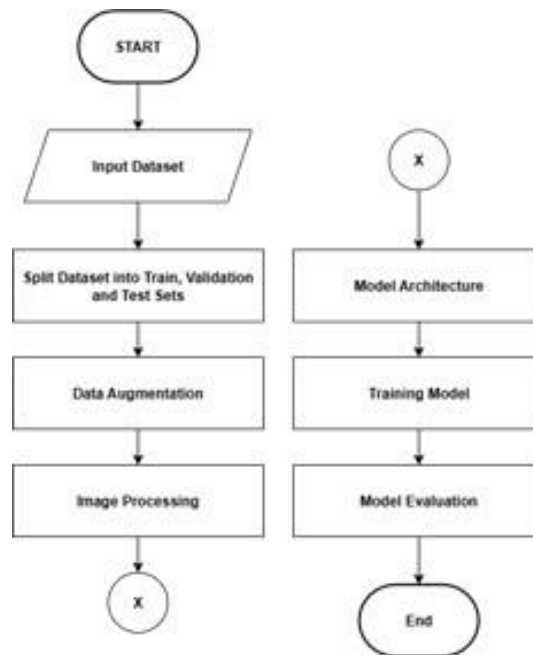 START
Input Dataset
Split Dataset into Train, Validation
and Test Sets
Data Augmentation
Image Processing
X
X
Model Architecture
Training Model
Model Evaluation
End